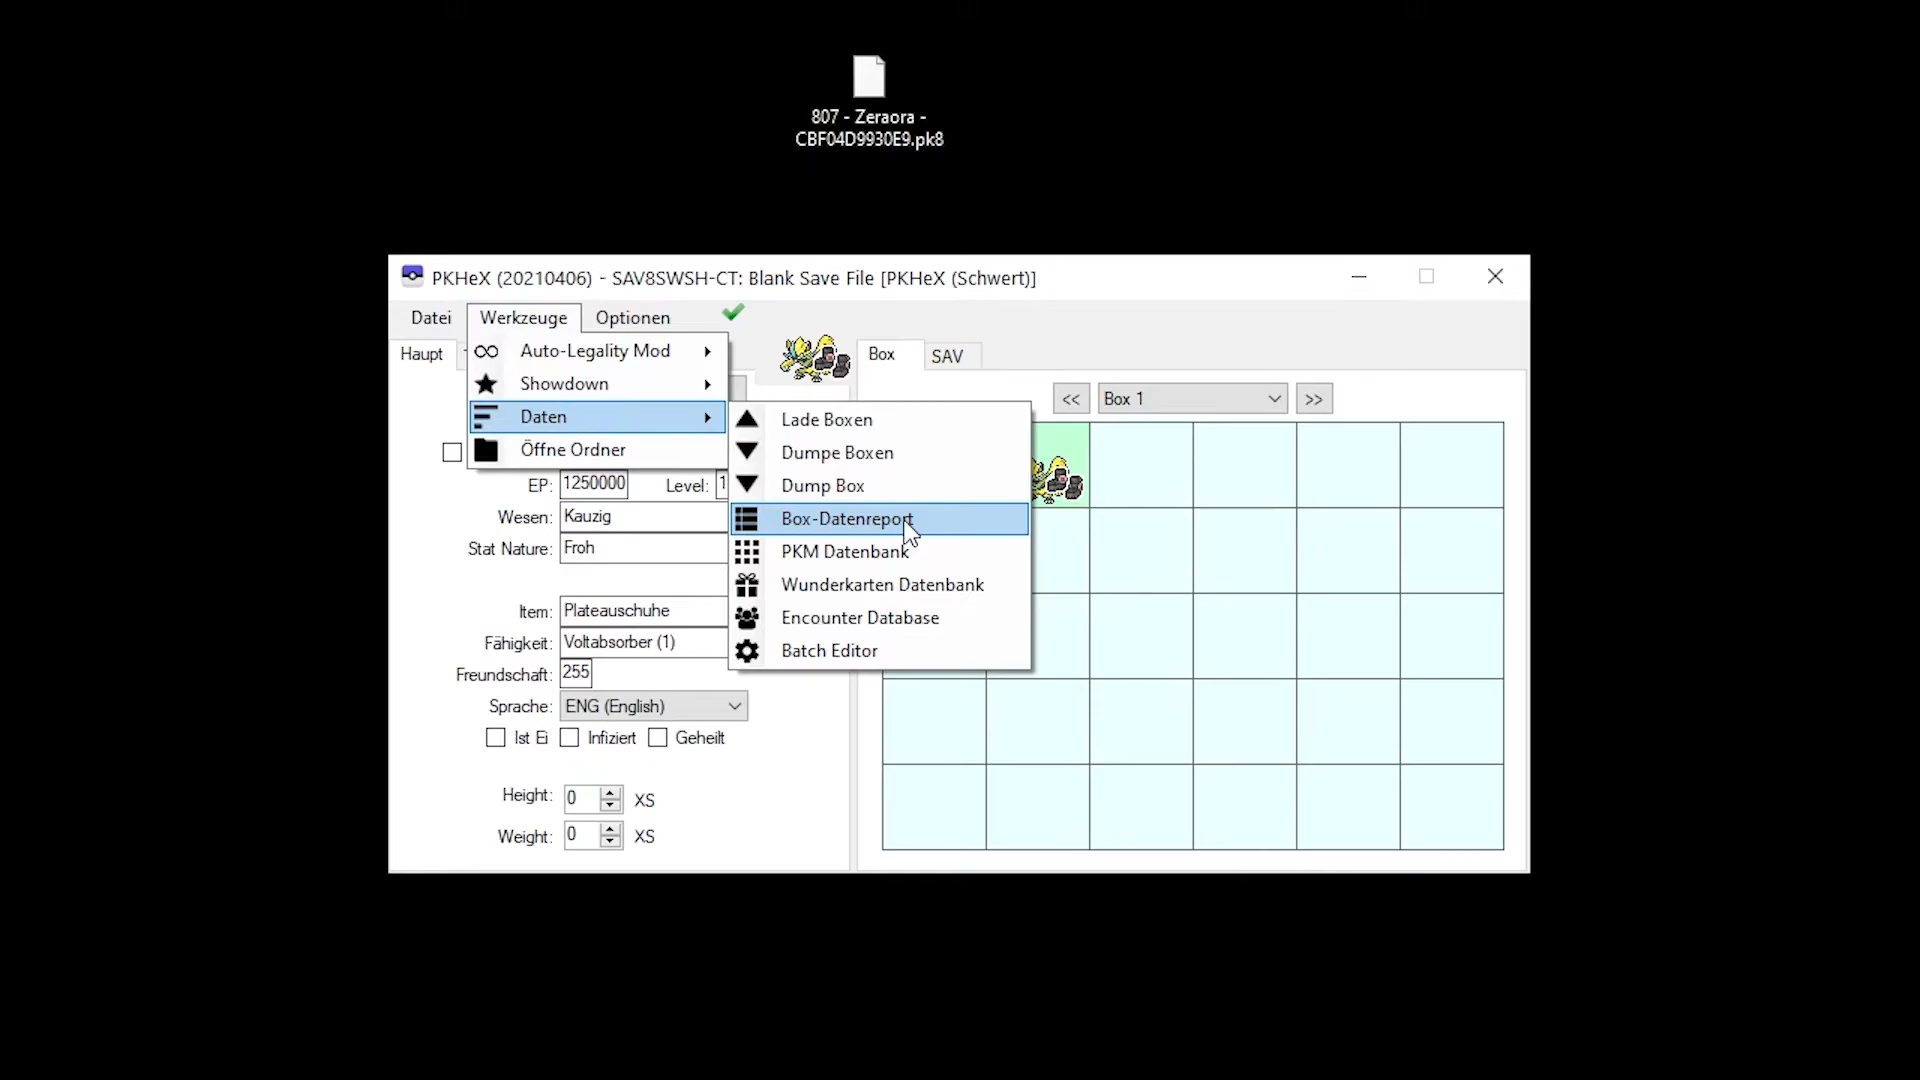 807 - Zeraora -
CBF04D9930E9.pk8
PKHeX (20210406) - SAV8SWSH-CT: Blank Save File [PKHeX (Schwert)]
Datei Werkzeuge Optionen
Haupt
Auto-Legality Mod
Showdown
Daten
Öffne Ordner
Lade Boxen
Dumpe Boxen
Dump Box
Box-Datenreport
PKM Datenbank
Wunderkarten Datenbank
Encounter Database
Batch Editor
EP: 1250000 Level: 1
Wesen: Kauzig
Stat Nature: Froh
Item: Plateauschuhe
Fähigkeit: Voltabsorber (1)
Freundschaft: 255
Sprache: ENG (English)
Ist Ei Infiziert Geheilt
Height: 0 XS
Weight: 0 XS
Box SAV
<< Box 1 >>